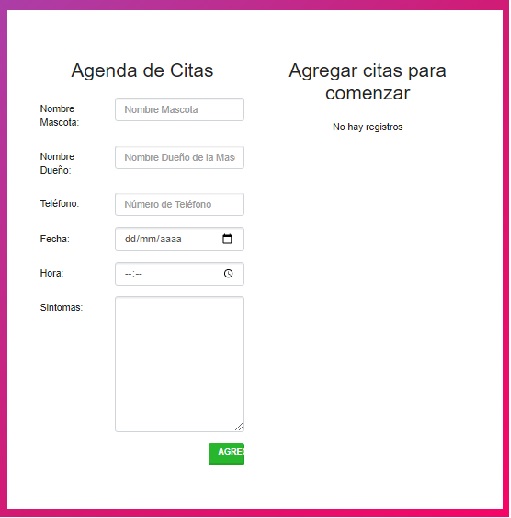 Agenda de Citas
Nombre
Mascota:
Nombre Mascota
Nombre
Dueño:
Nombre Dueño de la Mas
Teléfono:
Número de Teléfono
Fecha:
dd/mm/aaaa
Hora:
--:--
Síntomas:
AGRE
Agregar citas para
comenzar
No hay registros